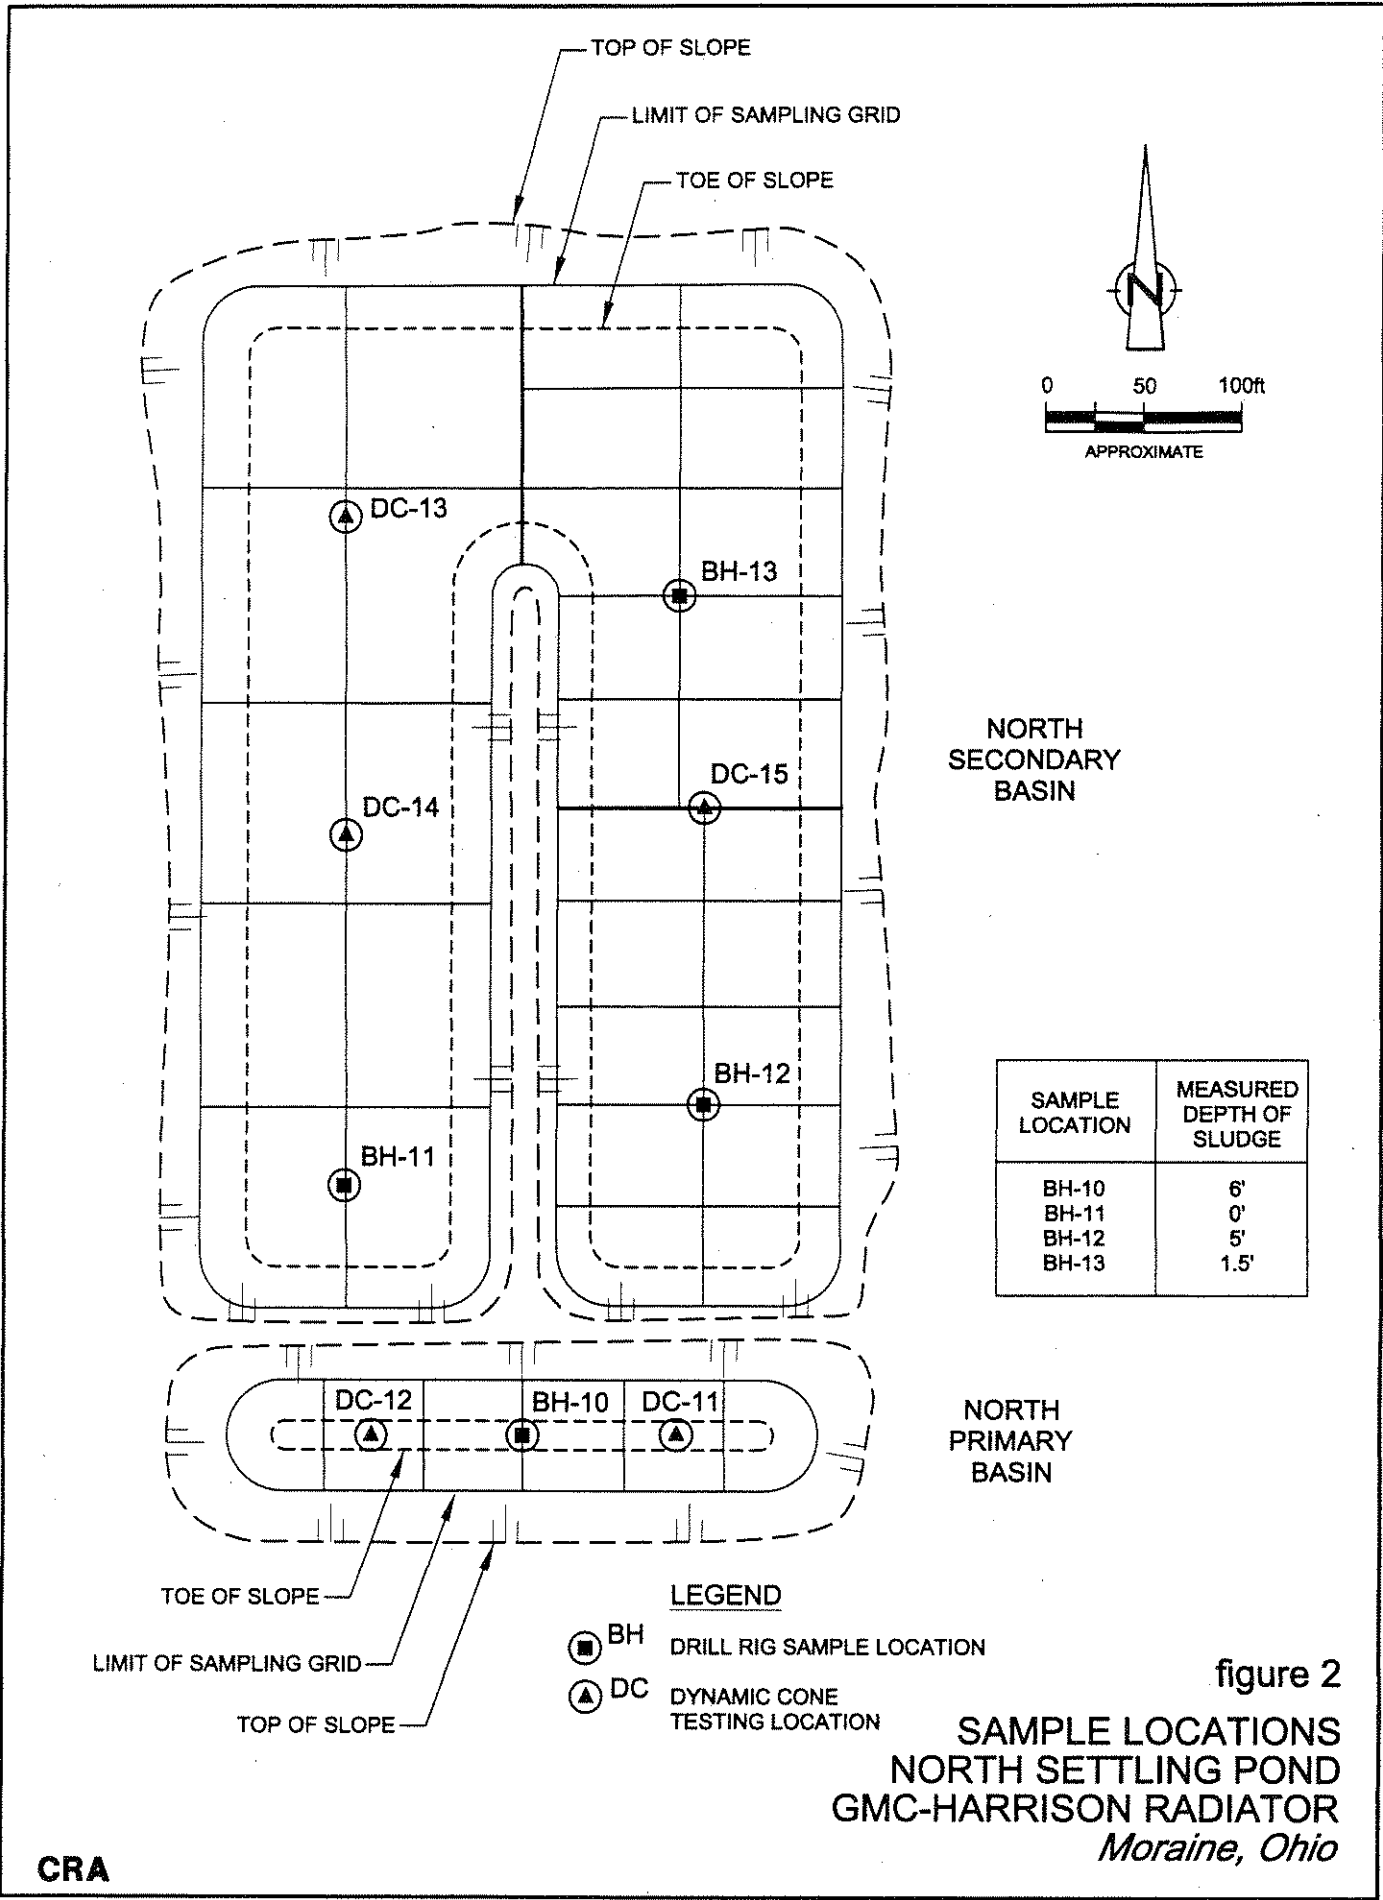 TOP OF SLOPE
LIMIT OF SAMPLING GRID
TOE OF SLOPE
N
0 50 100ft
APPROXIMATE
DC-13
BH-13
NORTH
SECONDARY
BASIN
DC-15
DC-14
BH-12
BH-11
SAMPLE
LOCATION
MEASURED
DEPTH OF
SLUDGE
BH-10 6'
BH-11 0'
BH-12 5'
BH-13 1.5'
DC-12 BH-10 DC-11
NORTH
PRIMARY
BASIN
TOE OF SLOPE
LIMIT OF SAMPLING GRID
TOP OF SLOPE
LEGEND
BH DRILL RIG SAMPLE LOCATION
DC DYNAMIC CONE
TESTING LOCATION
figure 2
SAMPLE LOCATIONS
NORTH SETTLING POND
GMC-HARRISON RADIATOR
Moraine, Ohio
CRA